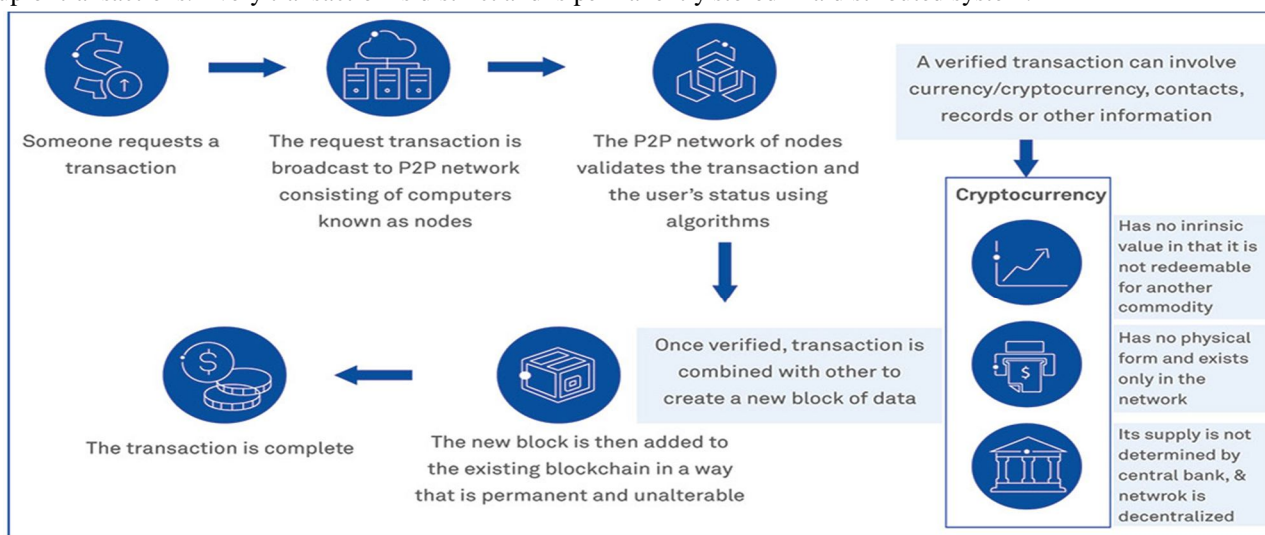 Someone requests a
transaction
The request transaction is
broadcast to P2P network
consisting of computers
known as nodes
The P2P network of nodes
validates the transaction and
the user's status using
algorithms
A verified transaction can involve
currency/cryptocurrency, contacts,
records or other information
Cryptocurrency
Has no inrinsic
value in that it is
not redeemable
for another
commodity
Has no physical
form and exists
only in the
network
Its supply is not
determined by
central bank, &
netwrok is
decentralized
Once verified, transaction is
combined with other to
create a new block of data
The new block is then added to
the existing blockchain in a way
that is permanent and unalterable
The transaction is complete
$
$